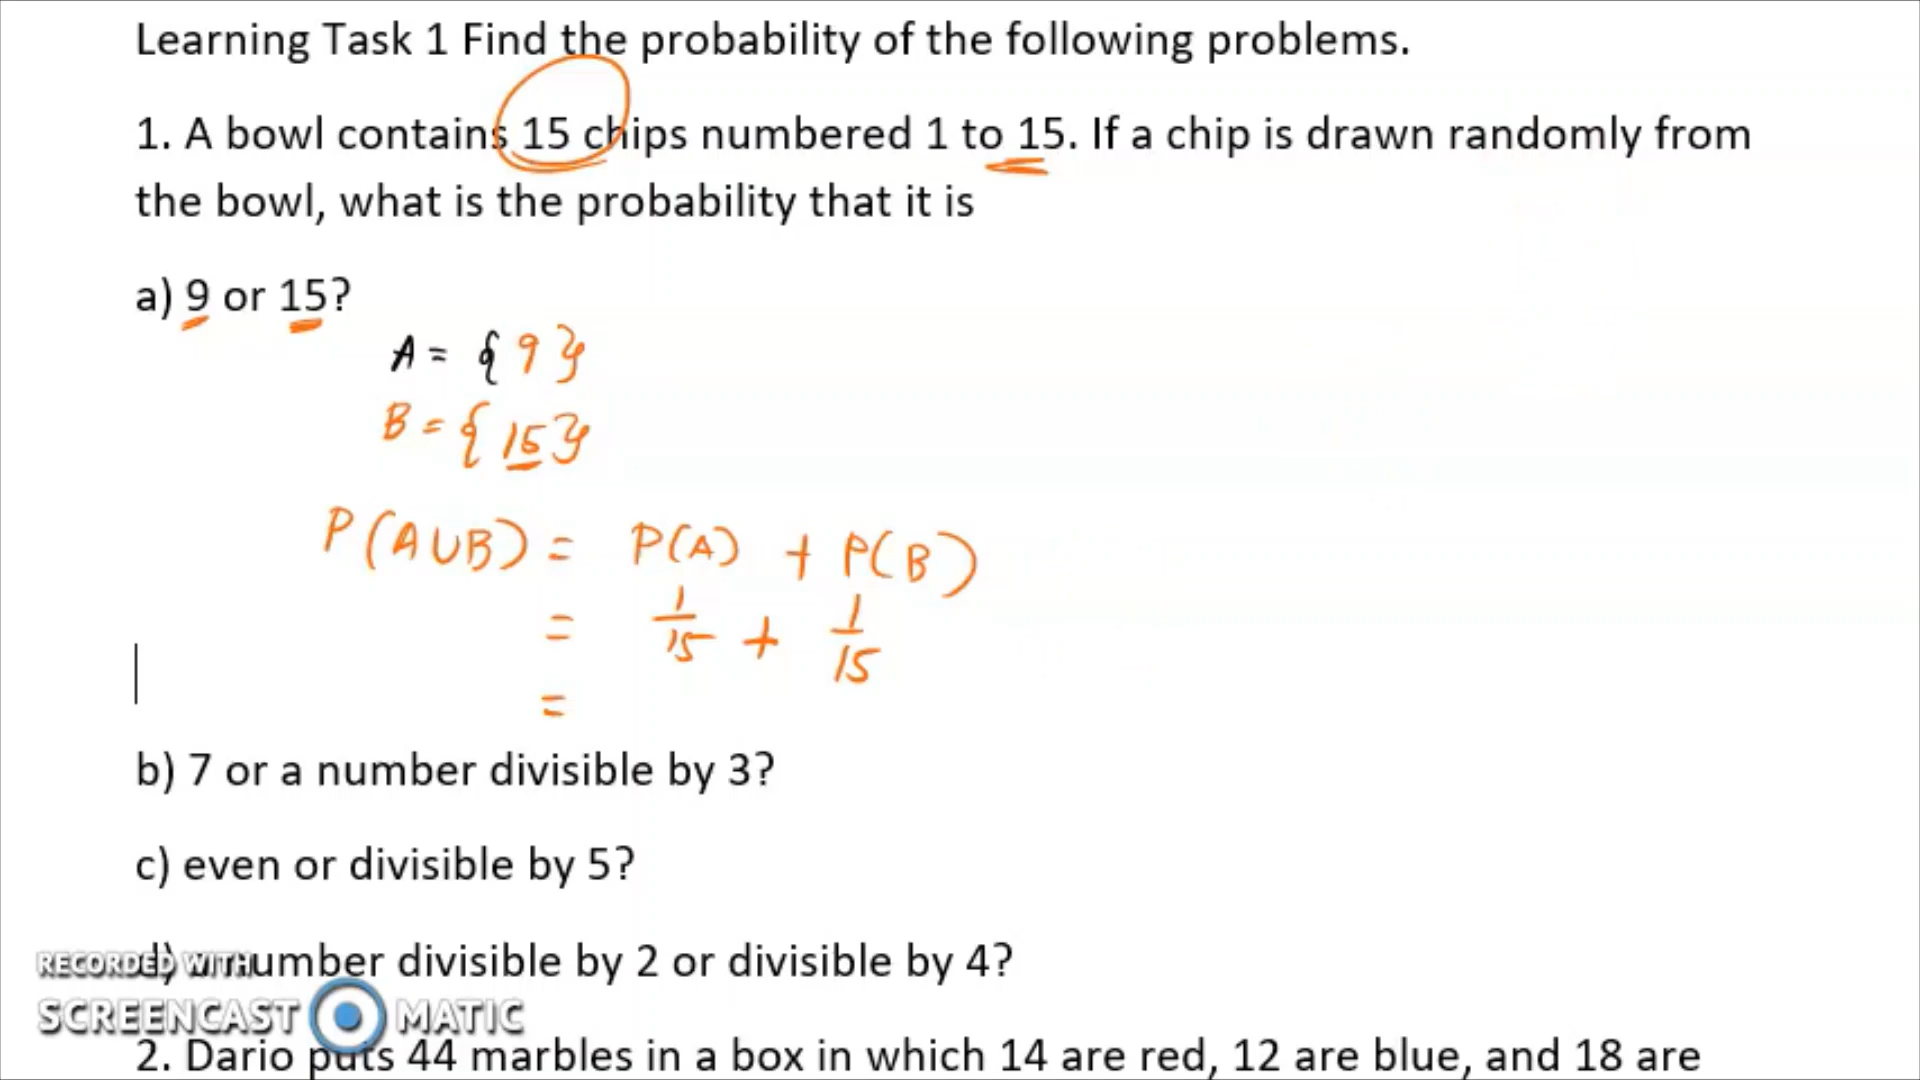 Learning Task 1 Find the probability of the following problems.
1. A bowl contains 15 chips numbered 1 to 15. If a chip is drawn randomly from
the bowl, what is the probability that it is
a) 9 or 15?
A = { 9 }
B = { 15 }
P(A∪B) = P(A) + P(B)
= 1/15 + 1/15
=
b) 7 or a number divisible by 3?
c) even or divisible by 5?
d) a number divisible by 2 or divisible by 4?
RECORDED WITH
SCREENCAST MATIC
2. Dario puts 44 marbles in a box in which 14 are red, 12 are blue, and 18 are